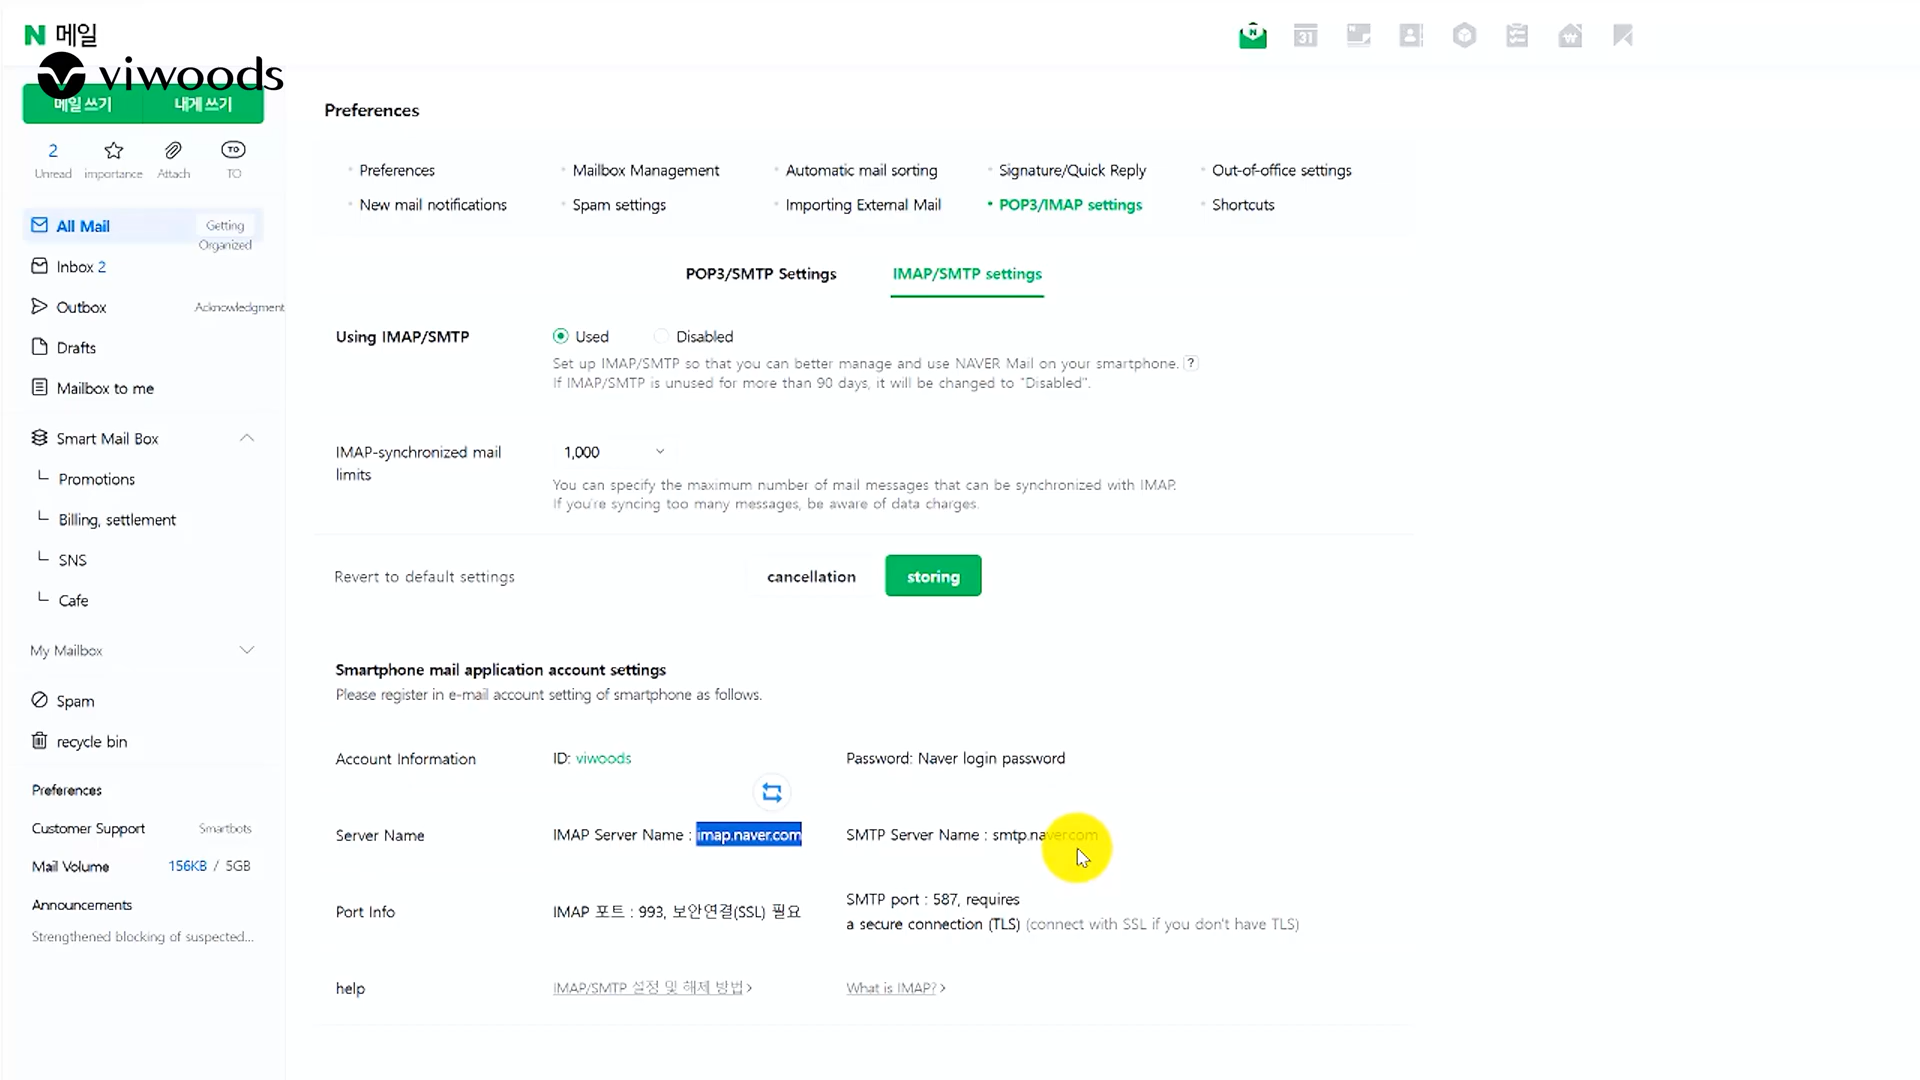 N 메일
viwoods
메일 쓰기 내게 쓰기
2
TO
Unread importance Attach TO
All Mail
Getting
Organized
Inbox 2
Outbox
Acknowledgment
Drafts
Mailbox to me
Smart Mail Box
Promotions
Billing, settlement
SNS
Cafe
My Mailbox
Spam
recycle bin
Preferences
Customer Support Smartbots
Mail Volume 156KB / 5GB
Announcements
Strengthened blocking of suspected...
N
31
₩
Preferences
Preferences Mailbox Management Automatic mail sorting Signature/Quick Reply Out-of-office settings
New mail notifications Spam settings Importing External Mail POP3/IMAP settings Shortcuts
POP3/SMTP Settings IMAP/SMTP settings
Using IMAP/SMTP Used Disabled
Set up IMAP/SMTP so that you can better manage and use NAVER Mail on your smartphone. ?
If IMAP/SMTP is unused for more than 90 days, it will be changed to "Disabled".
IMAP-synchronized mail
limits
1,000
You can specify the maximum number of mail messages that can be synchronized with IMAP.
If you're syncing too many messages, be aware of data charges.
Revert to default settings cancellation storing
Smartphone mail application account settings
Please register in e-mail account setting of smartphone as follows.
Account Information ID: viwoods Password: Naver login password
Server Name IMAP Server Name : imap.naver.com SMTP Server Name : smtp.naver.com
Port Info IMAP 포트 : 993, 보안연결(SSL) 필요
SMTP port : 587, requires
a secure connection (TLS) (connect with SSL if you don't have TLS)
help IMAP/SMTP 설정 및 해제 방법 > What is IMAP? >